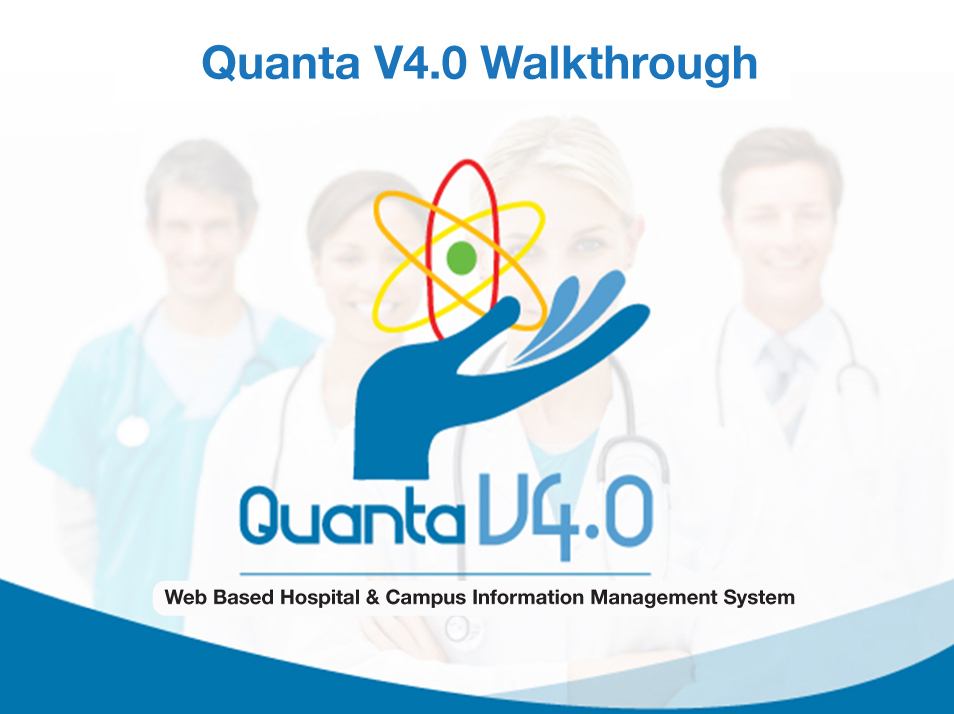 Quanta V4.0 Walkthrough
Quanta V4.0
Web Based Hospital & Campus Information Management System